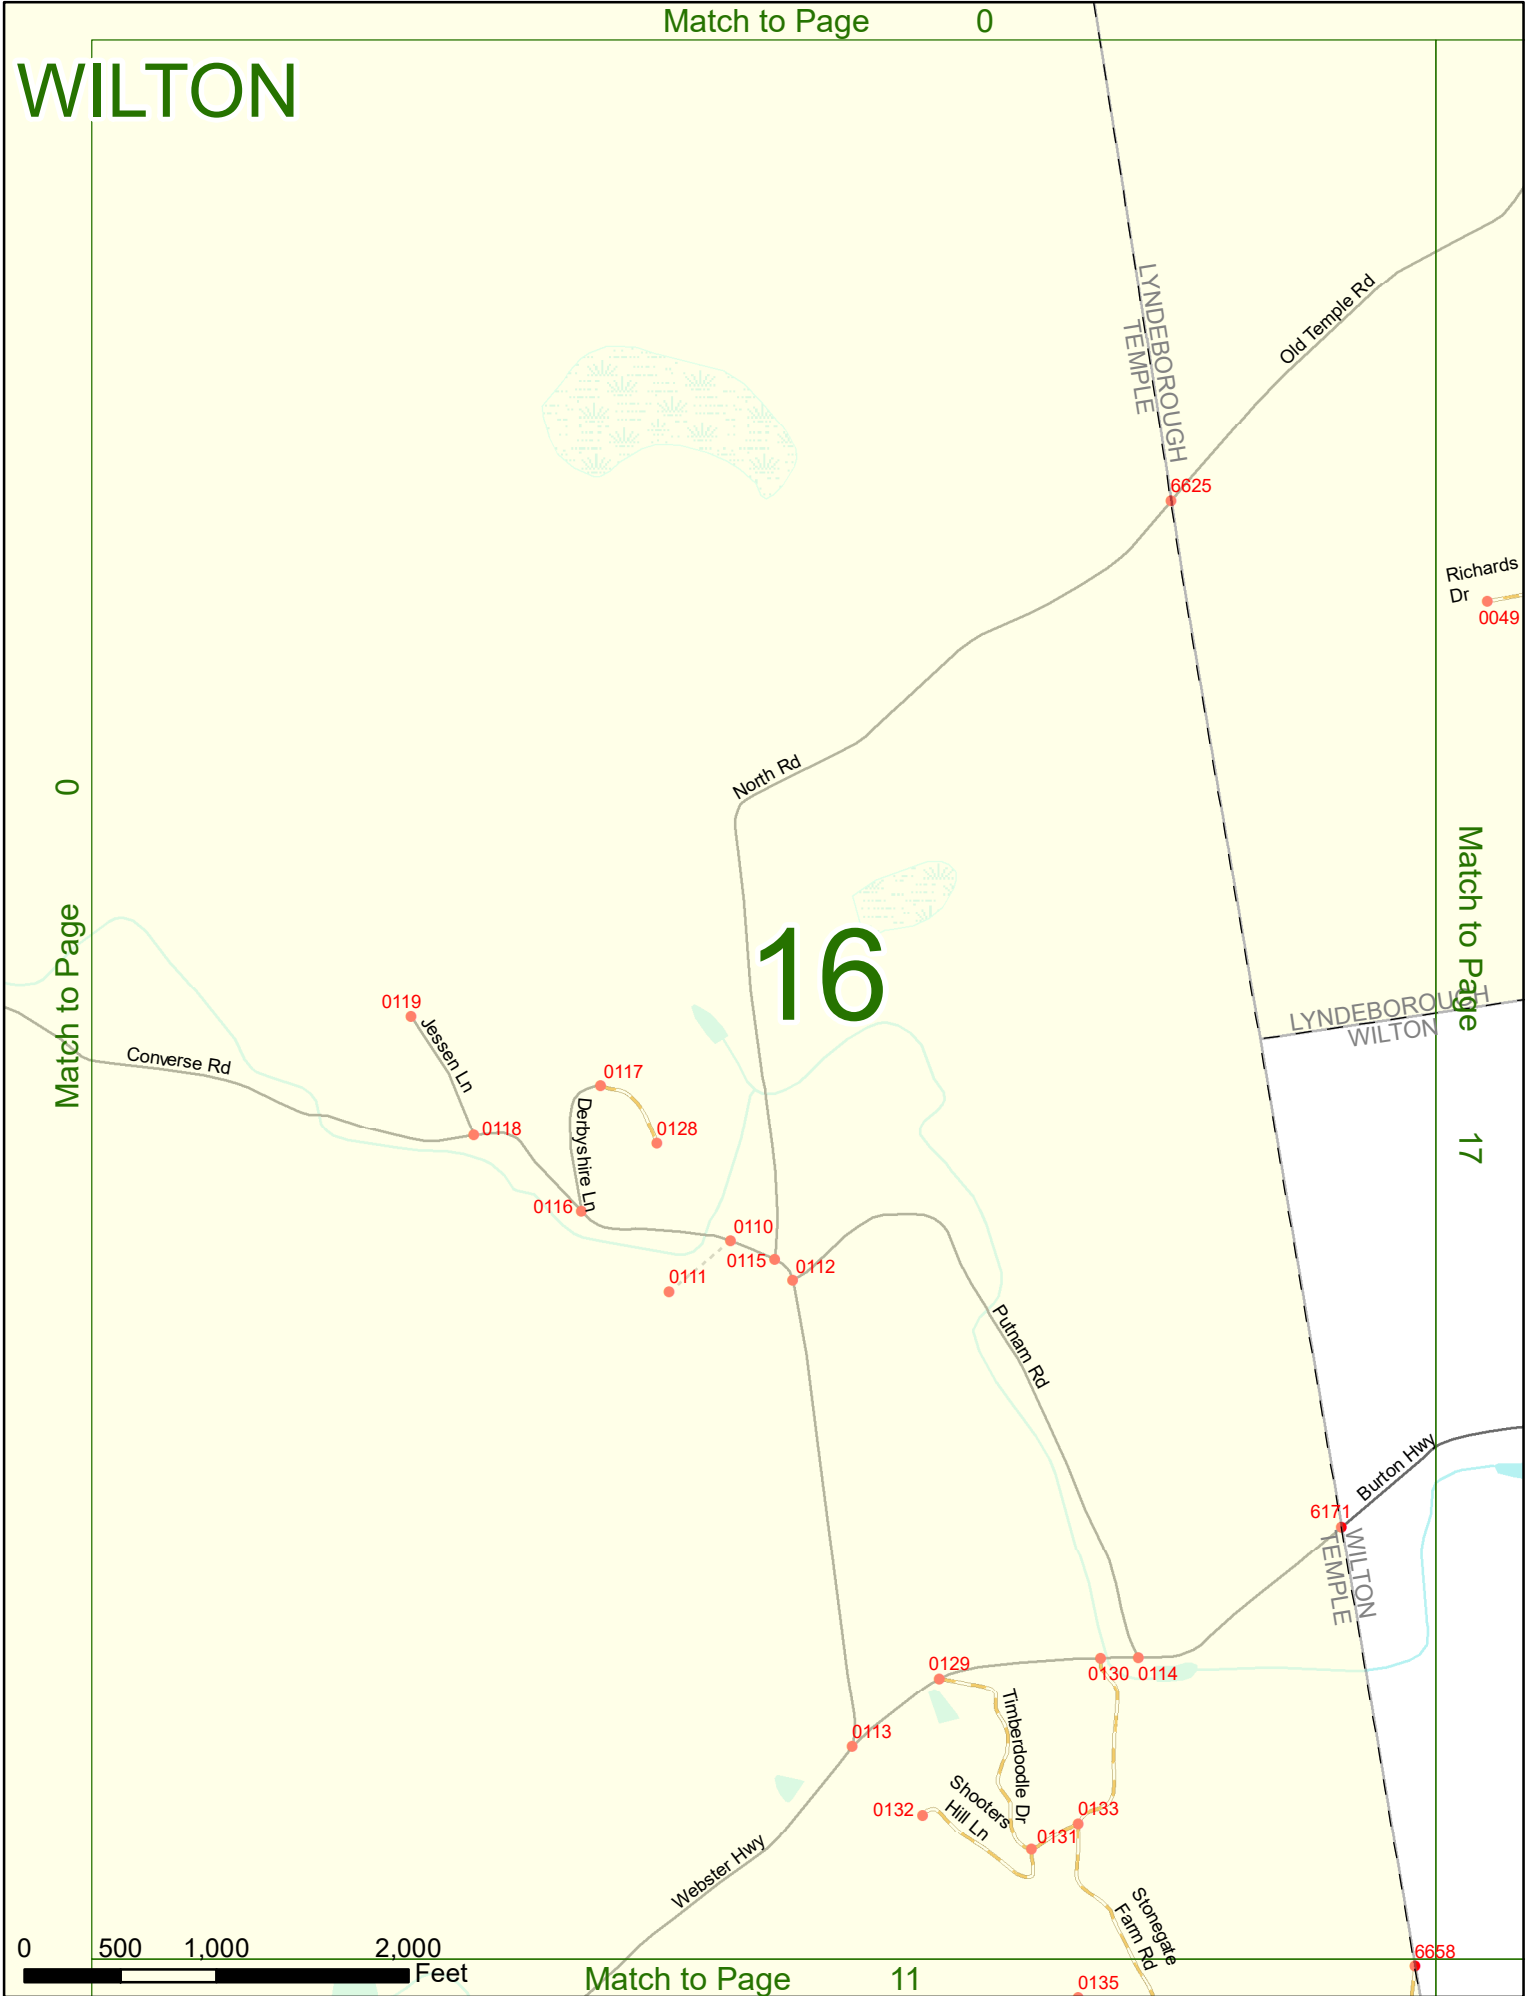 Match to Page 0
WILTON
LYNDEBOROUGH
TEMPLE
Old Temple Rd
6625
Richards
Dr
0049
North Rd
0
Match to Page
Match to Page
17
16
0119
Jessen Ln
Converse Rd
LYNDEBOROUGH
WILTON
0117
Derbyshire Ln
0128
0118
0116
0110
0115
0112
0111
Putnam Rd
Burton Hwy
6171
WILTON
TEMPLE
0129
0130
0114
Timberdoodle Dr
0113
Shooters
Hill Ln
0132
0133
0131
Webster Hwy
Stonegate
Farm Rd
6658
0 500 1,000 2,000
Feet
Match to Page 11
0135